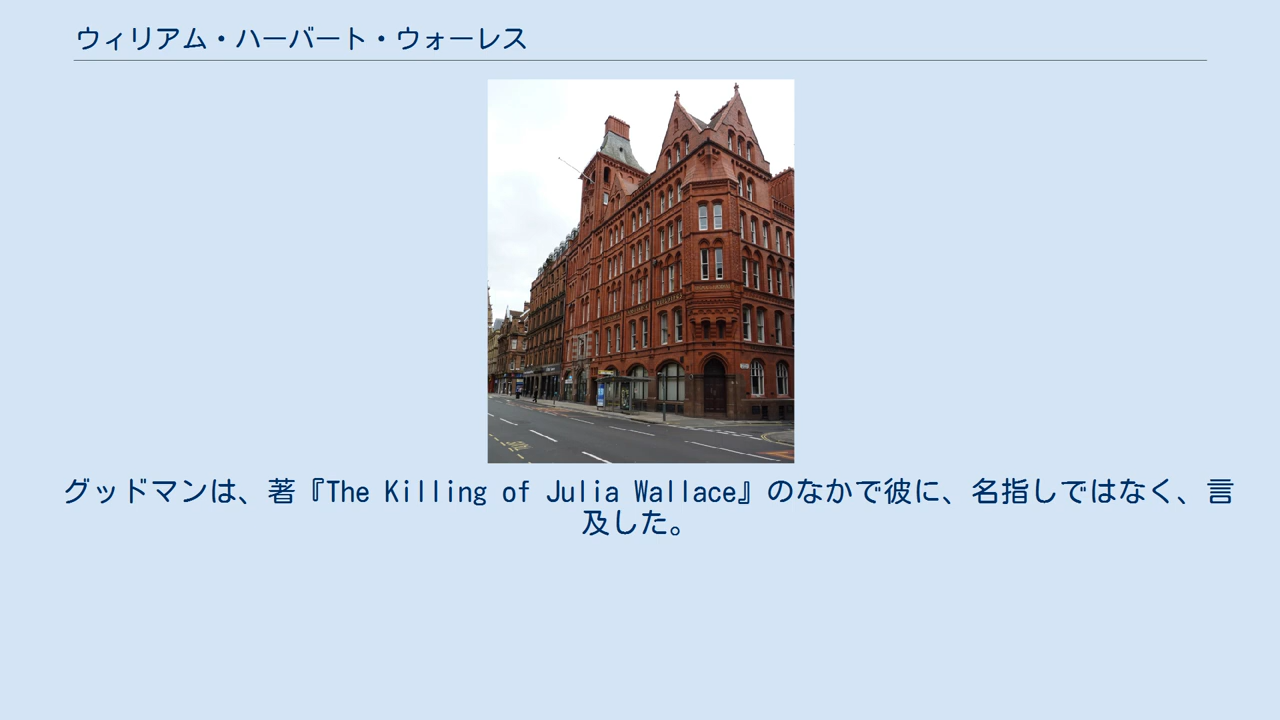 ウィリアム・ハーバート・ウォーレス
グッドマンは、著『The Killing of Julia Wallace』のなかで彼に、名指しではなく、言
及した。